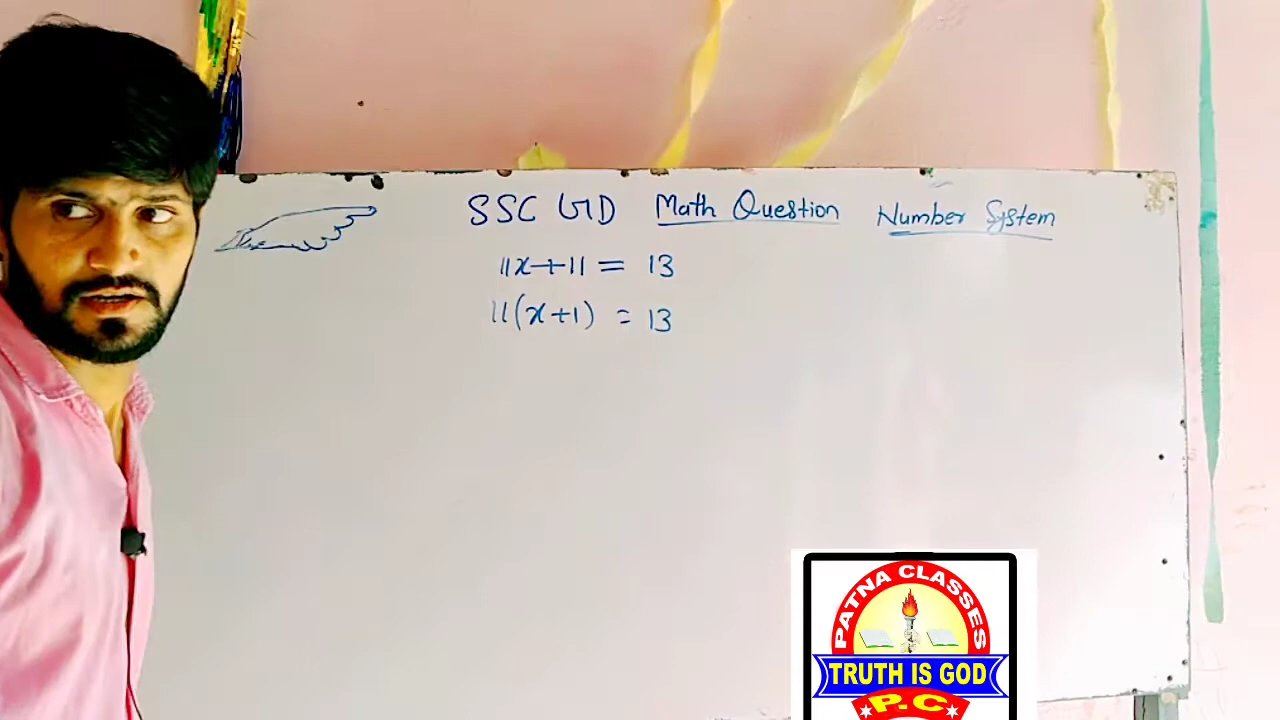 SSC GD Math Question Number System
11x+11 = 13
11(x+1) = 13
PATNA CLASSES
TRUTH IS GOD
P.C